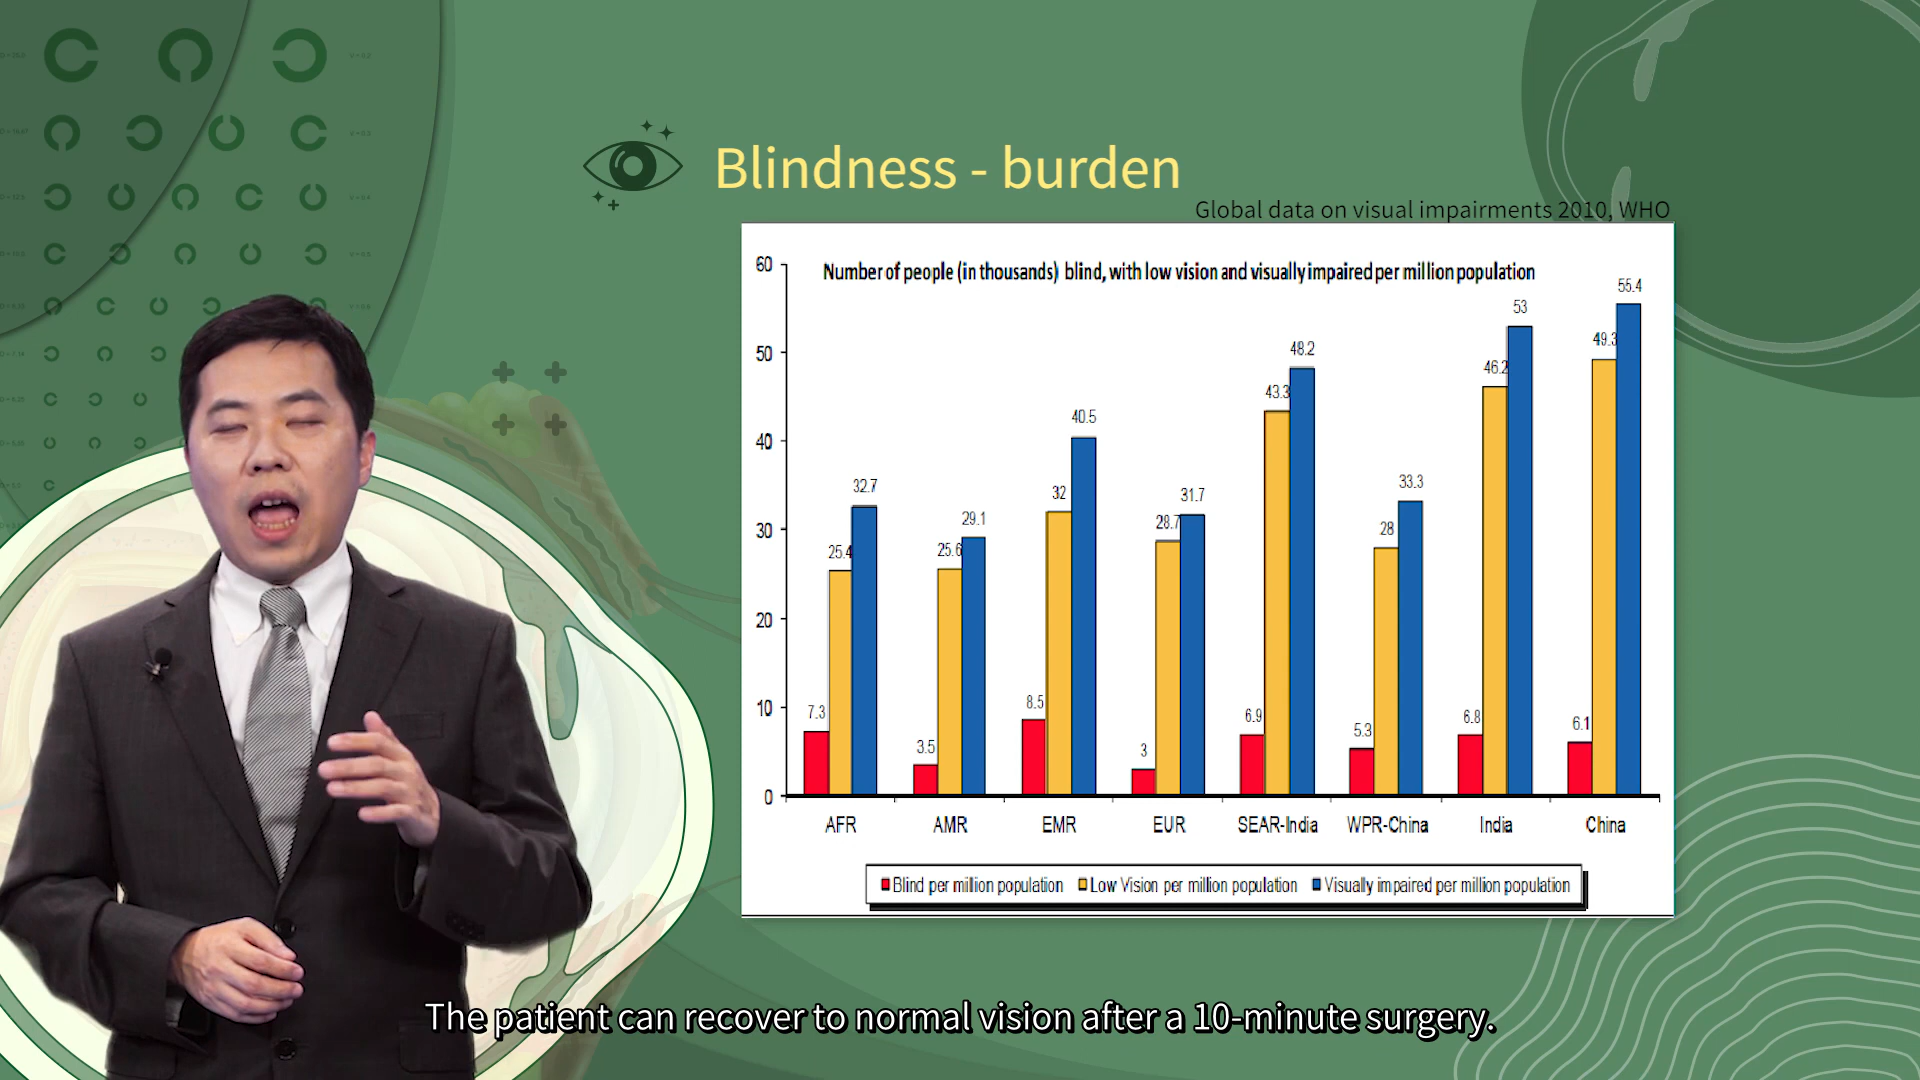 Blindness - burden
Global data on visual impairments 2010, WHO
Number of people (in thousands) blind, with low vision and visually impaired per million population
60
50
40
30
20
10
0
7.3 25.4 32.7
3.5 25.6 29.1
8.5 32 40.5
3 28.7 31.7
6.9 43.3 48.2
5.3 28 33.3
6.8 46.2 53
6.1 49.3 55.4
AFR AMR EMR EUR SEAR-India WPR-China India China
Blind per million population Low Vision per million population Visually impaired per million population
The patient can recover to normal vision after a 10-minute surgery.